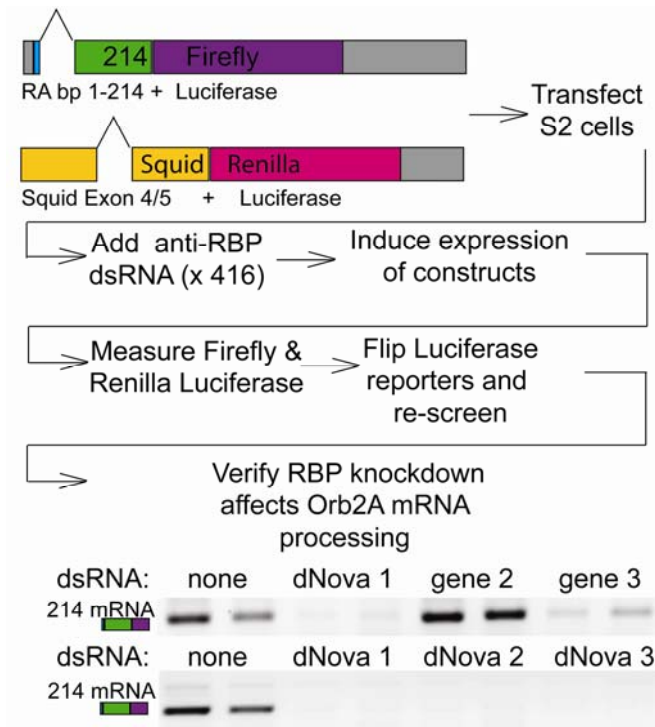 214 Firefly
RA bp 1-214 + Luciferase
Squid Renilla
Squid Exon 4/5 + Luciferase
Transfect
S2 cells
Add anti-RBP
dsRNA (x 416)
Induce expression
of constructs
Measure Firefly &
Renilla Luciferase
Flip Luciferase
reporters and
re-screen
Verify RBP knockdown
affects Orb2A mRNA
processing
dsRNA: none dNova 1 gene 2 gene 3
214 mRNA
dsRNA: none dNova 1 dNova 2 dNova 3
214 mRNA